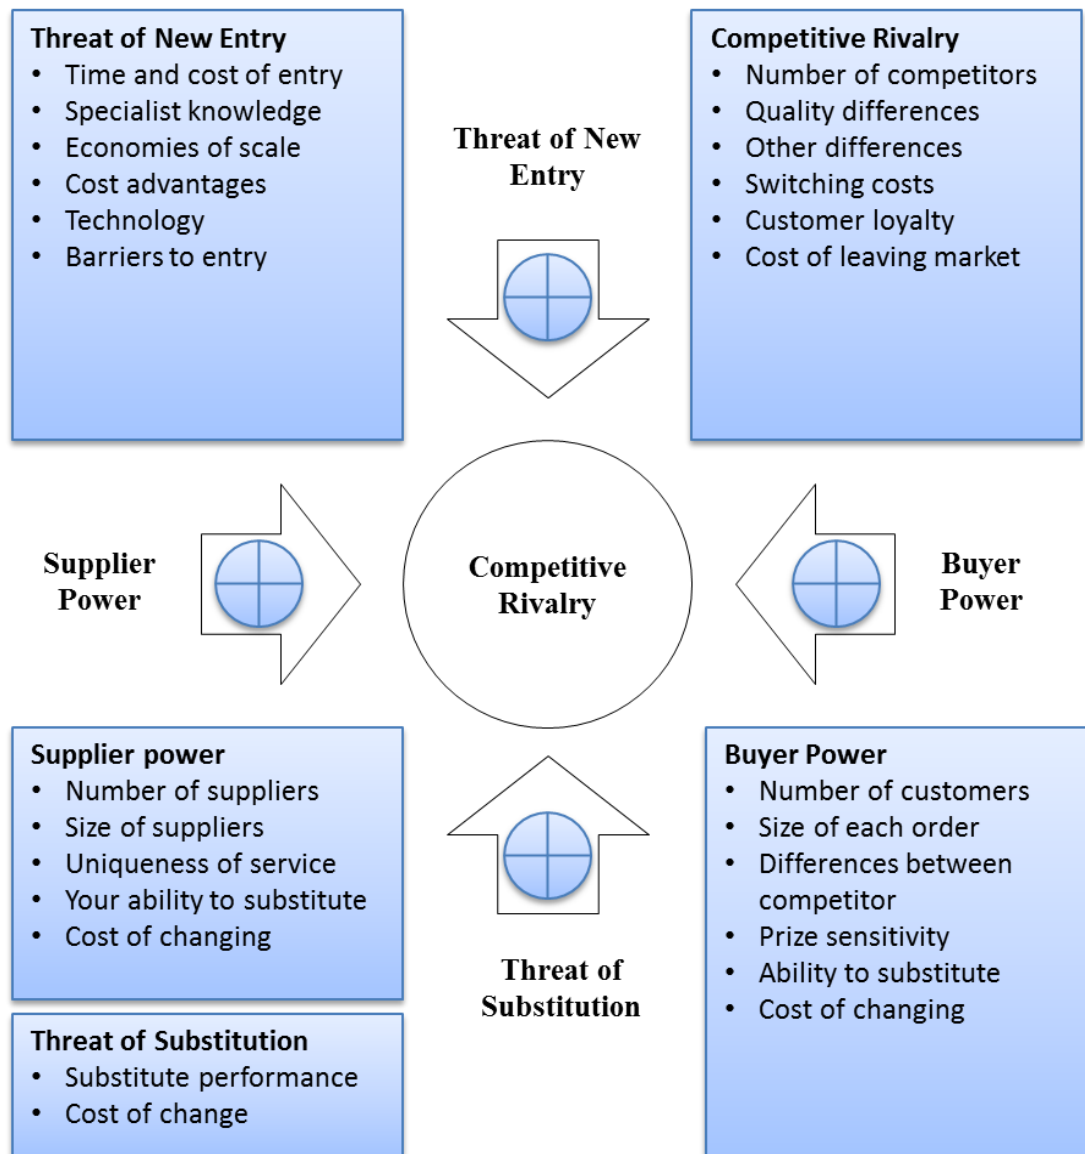 Threat of New Entry
• Time and cost of entry
• Specialist knowledge
• Economies of scale
• Cost advantages
• Technology
• Barriers to entry
Threat of New
Entry
Competitive Rivalry
• Number of competitors
• Quality differences
• Other differences
• Switching costs
• Customer loyalty
• Cost of leaving market
Supplier
Power
Competitive
Rivalry
Buyer
Power
Supplier power
• Number of suppliers
• Size of suppliers
• Uniqueness of service
• Your ability to substitute
• Cost of changing
Threat of
Substitution
Buyer Power
• Number of customers
• Size of each order
• Differences between
competitor
• Prize sensitivity
• Ability to substitute
• Cost of changing
Threat of Substitution
• Substitute performance
• Cost of change